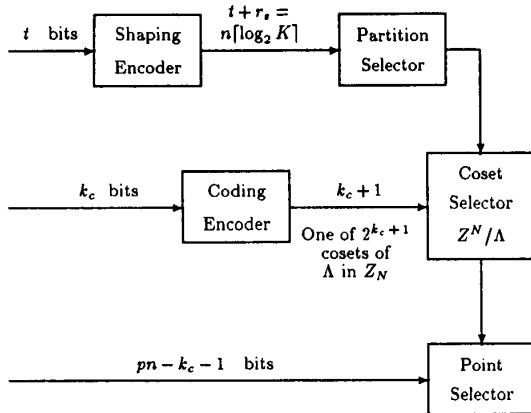 t bits
Shaping
Encoder
t + r_s =
n⌈log_2 K⌉
Partition
Selector
k_c bits
Coding
Encoder
k_c + 1
One of 2^{k_c+1}
cosets of
Λ in Z_N
Coset
Selector
Z^N/Λ
pn − k_c − 1 bits
Point
Selector